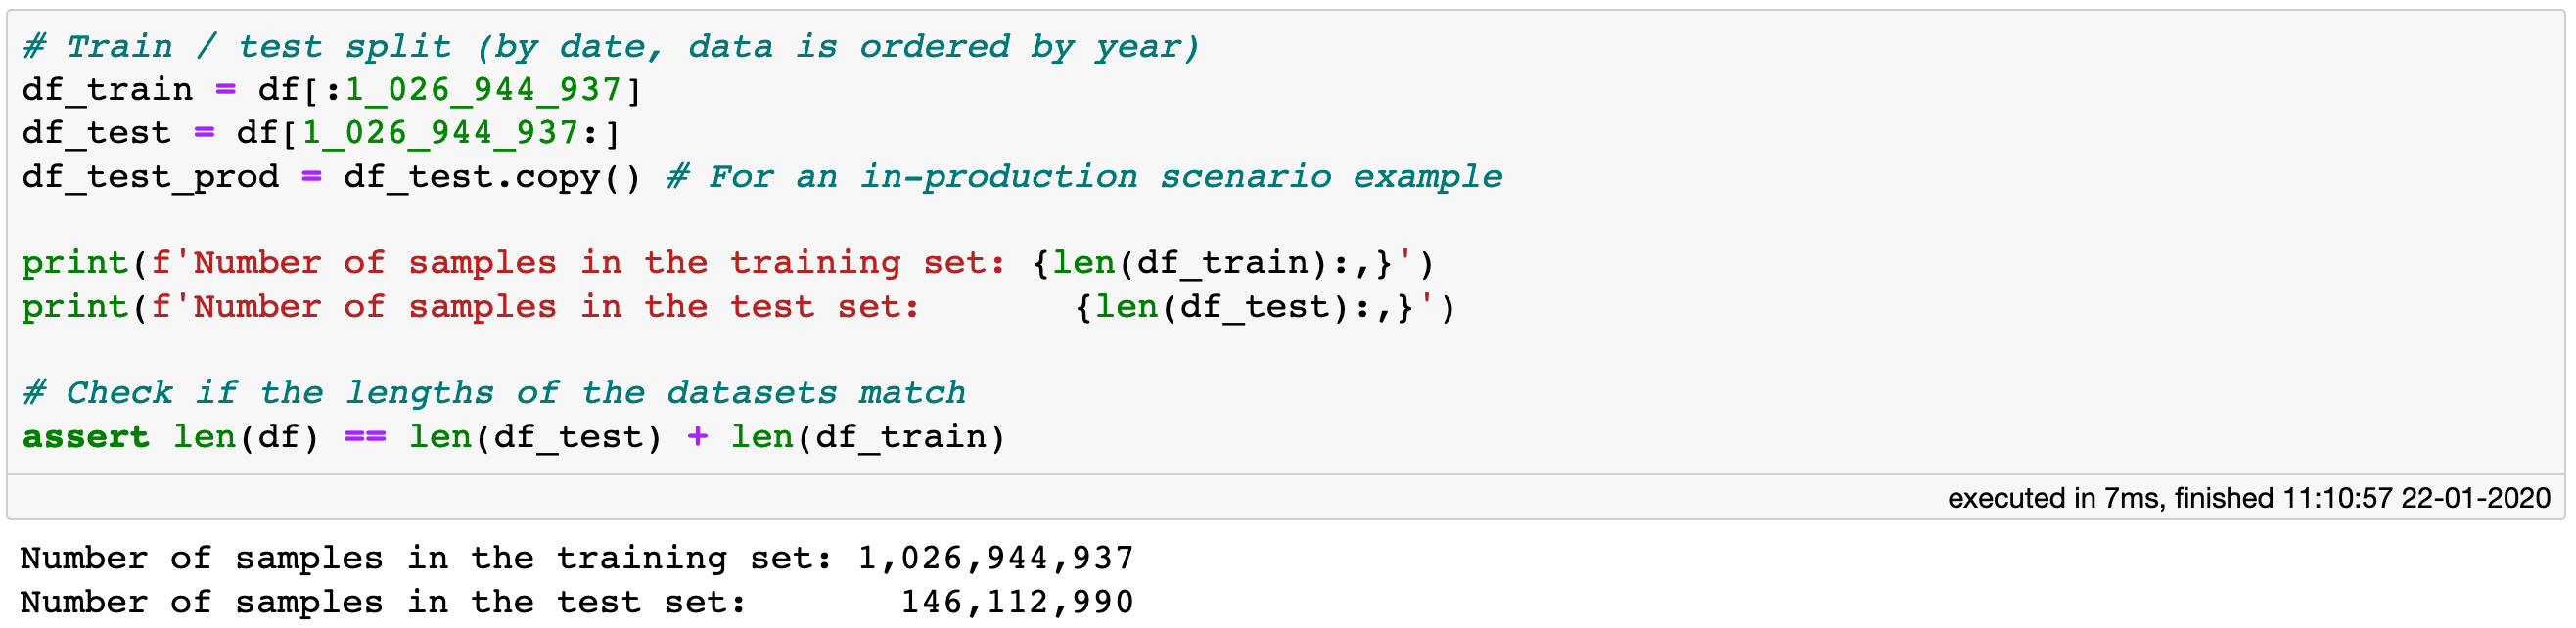 # Train / test split (by date, data is ordered by year)
df_train = df[:1_026_944_937]
df_test = df[1_026_944_937:]
df_test_prod = df_test.copy() # For an in-production scenario example
print(f'Number of samples in the training set: {len(df_train):,}')
print(f'Number of samples in the test set:       {len(df_test):,}')
# Check if the lengths of the datasets match
assert len(df) == len(df_test) + len(df_train)
executed in 7ms, finished 11:10:57 22-01-2020
Number of samples in the training set: 1,026,944,937
Number of samples in the test set:       146,112,990